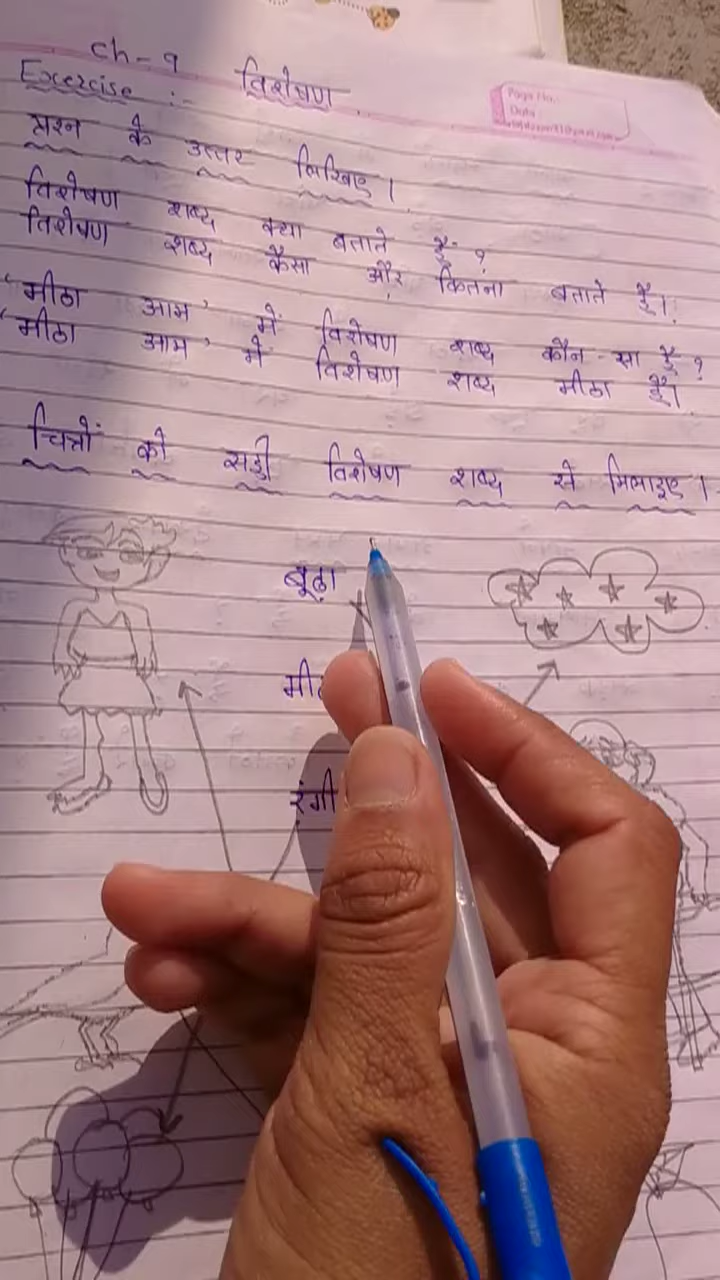 ch-9 विशेषण
Exercise :-
Page No.
Date
प्रश्न के उत्तर लिखिए।
विशेषण शब्द क्या बताते हैं ?
विशेषण शब्द कैसा और कितना बताते हैं।
'मीठा आम' में विशेषण शब्द कौन-सा है ?
'मीठा आम' में विशेषण शब्द मीठा है।
चित्रों को सही विशेषण शब्द से मिलाइए।
बूढ़ा